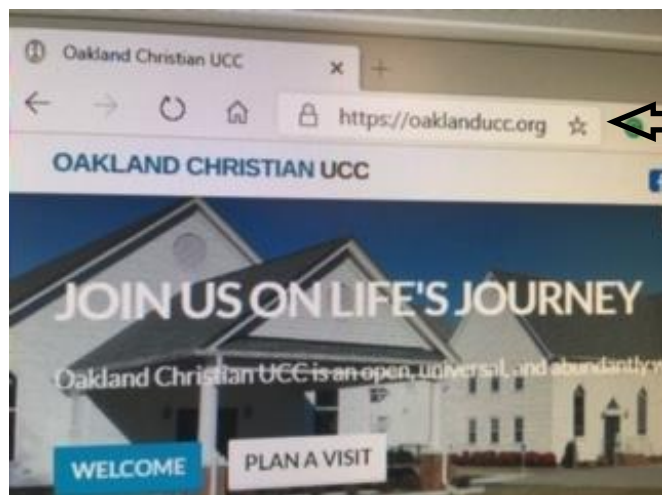 Oakland Christian UCC
https://oaklanducc.org
OAKLAND CHRISTIAN UCC
JOIN US ON LIFE'S JOURNEY
Oakland Christian UCC is an open, universal, and abundantly
WELCOME
PLAN A VISIT